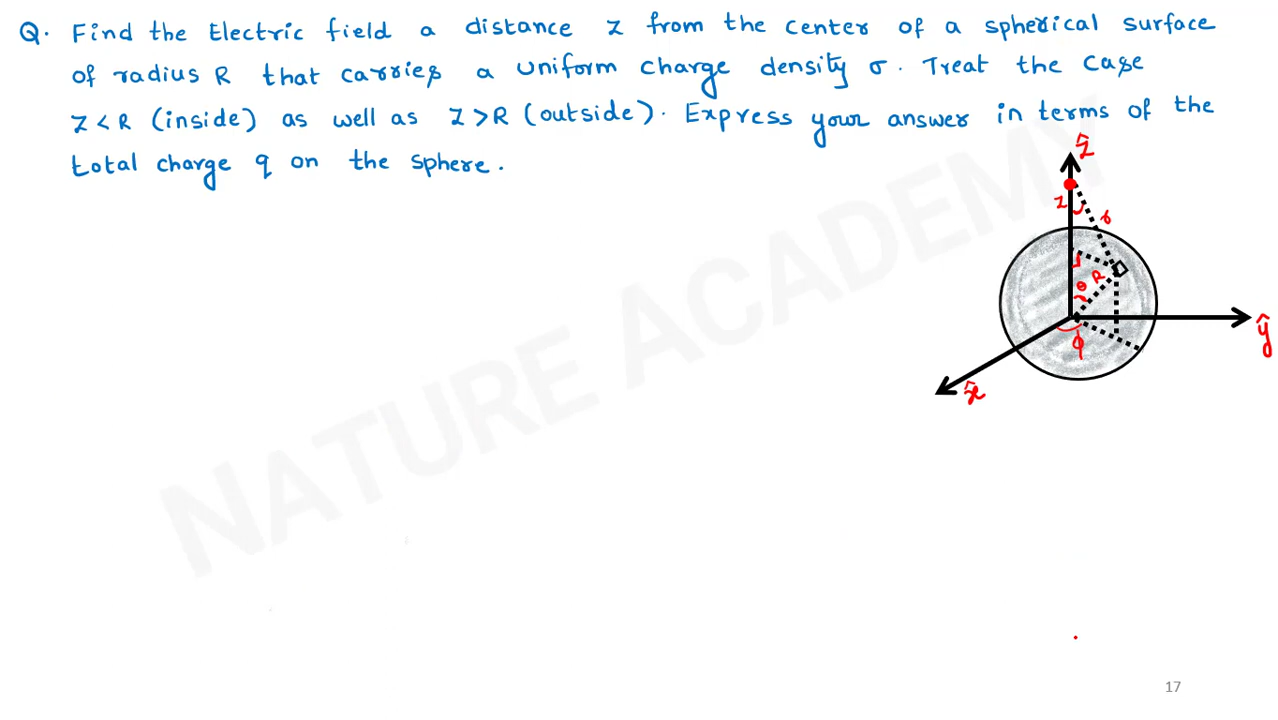 Q. Find the Electric field a distance z from the center of a spherical surface
of radius R that carries a uniform charge density σ. Treat the case
z < R (inside) as well as z > R (outside). Express your answer in terms of the
total charge q on the sphere.
ẑ
z
r
θ R
ŷ
ϕ
x̂
NATURE ACADEMY
17